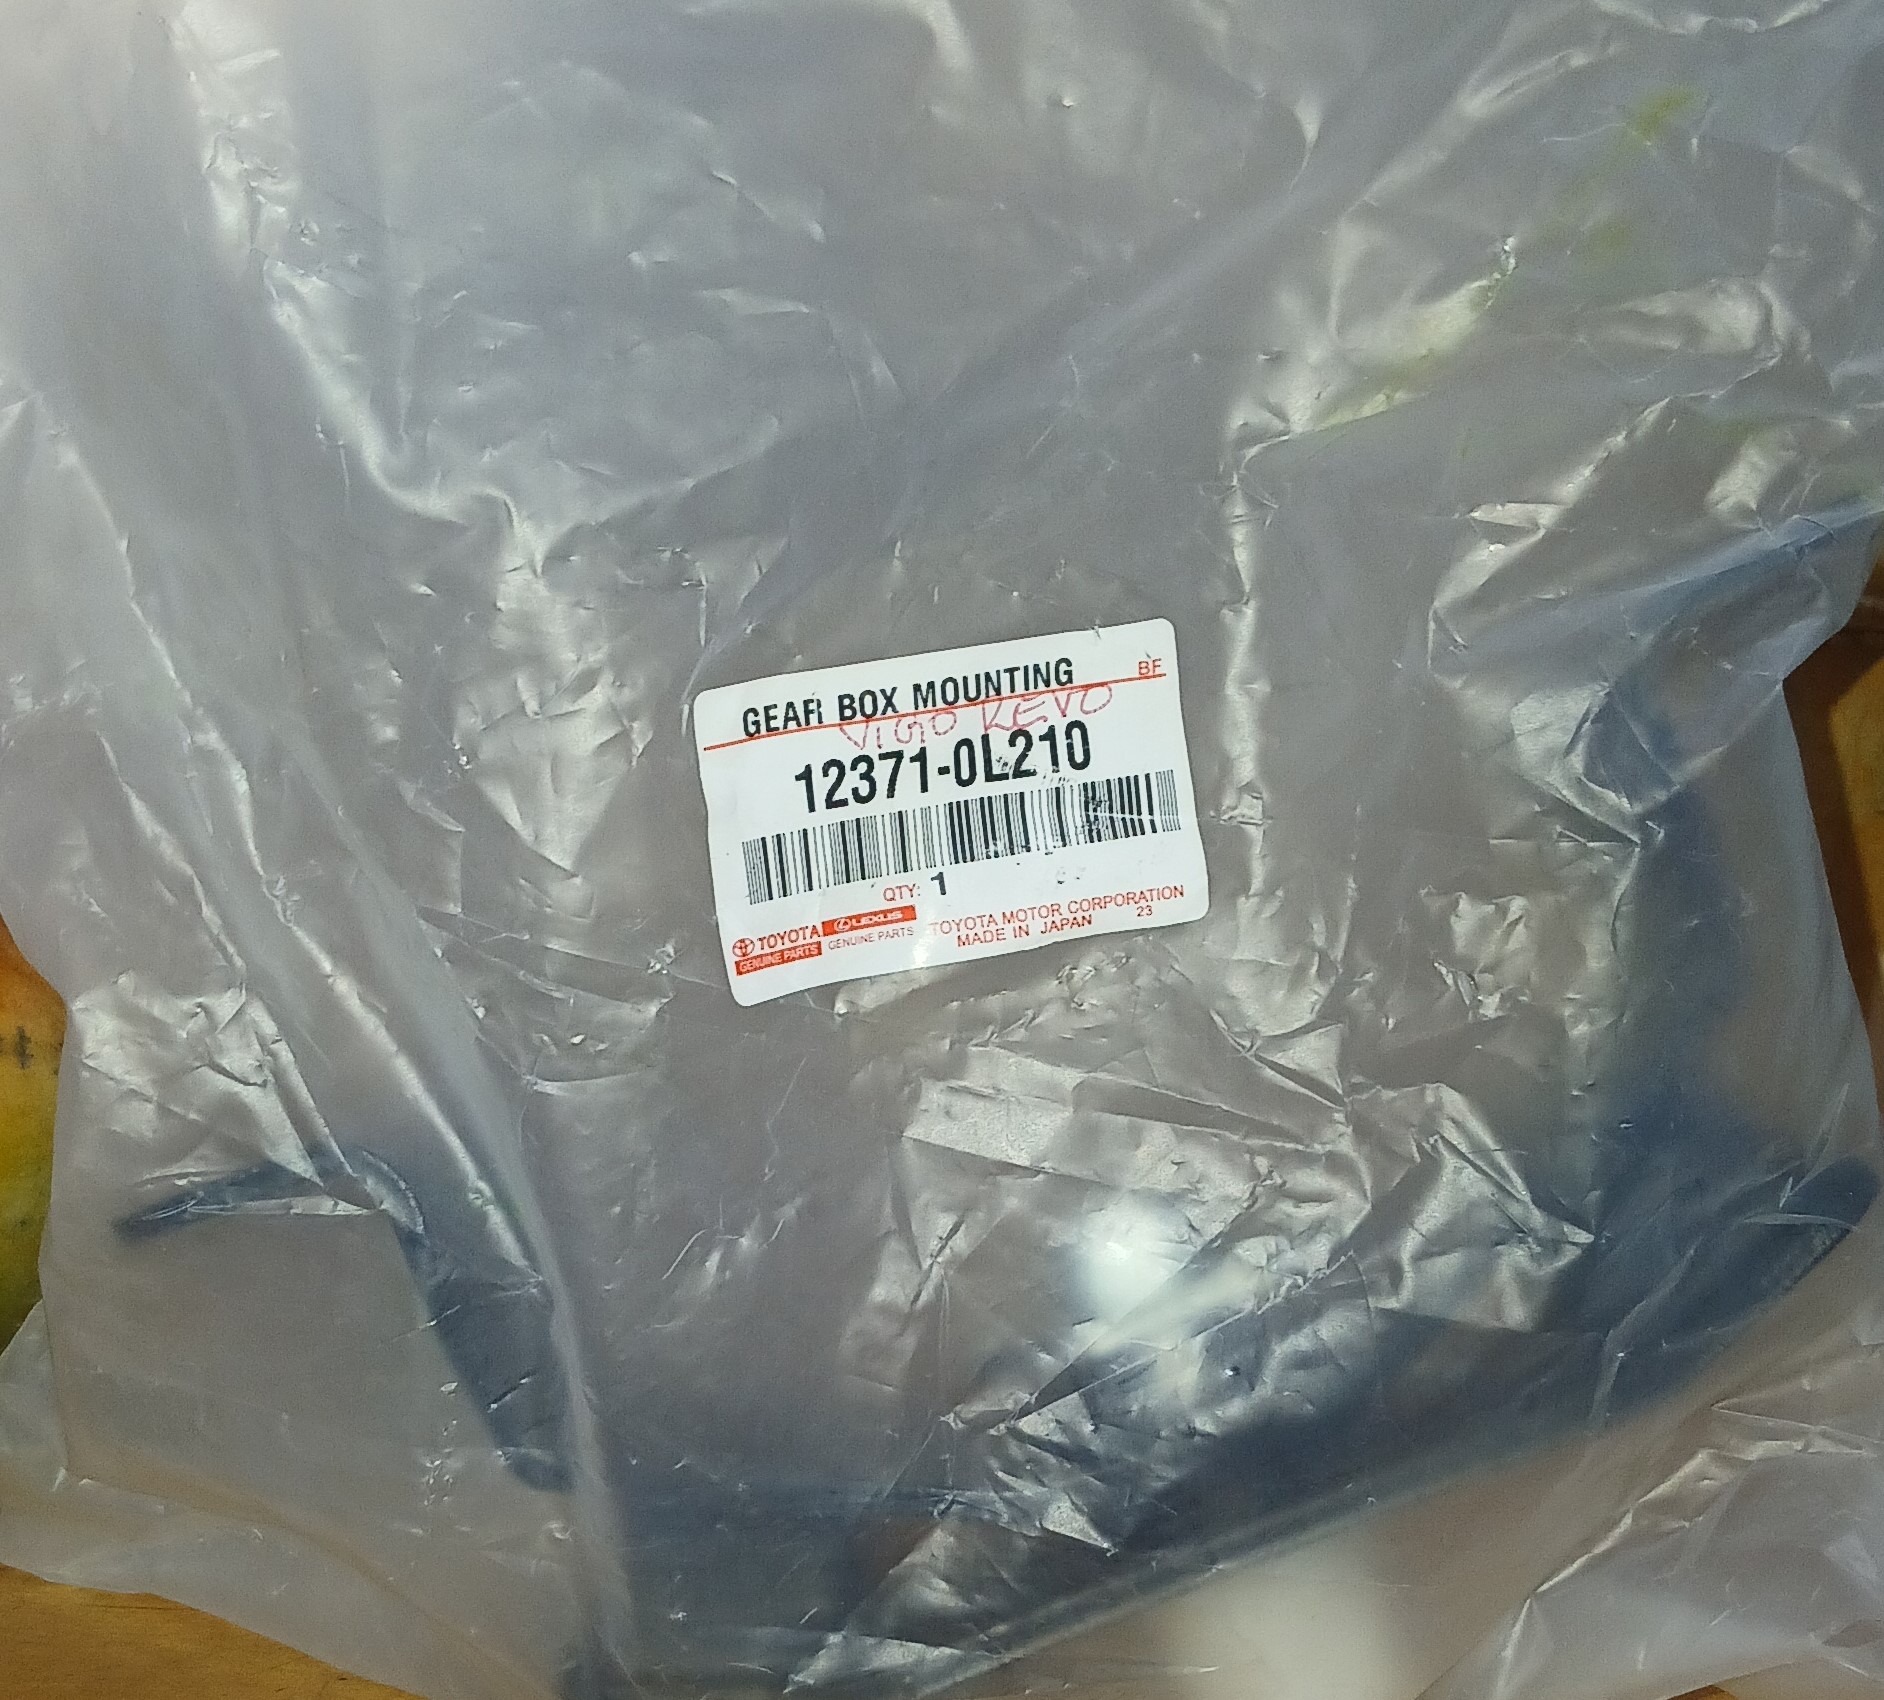 GEAR BOX MOUNTING BF
VIGO REVO
12371-0L210
QTY: 1
TOYOTA LEXUS TOYOTA MOTOR CORPORATION
GENUINE PARTS GENUINE PARTS MADE IN JAPAN 23